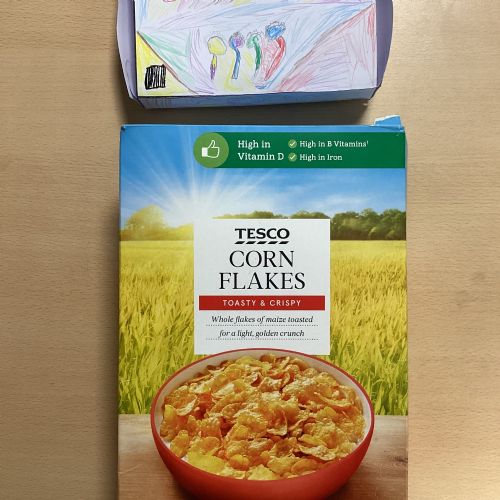 High in
Vitamin D
High in B Vitamins¹
High in Iron
TESCO
CORN
FLAKES
TOASTY & CRISPY
Whole flakes of maize toasted
for a light, golden crunch